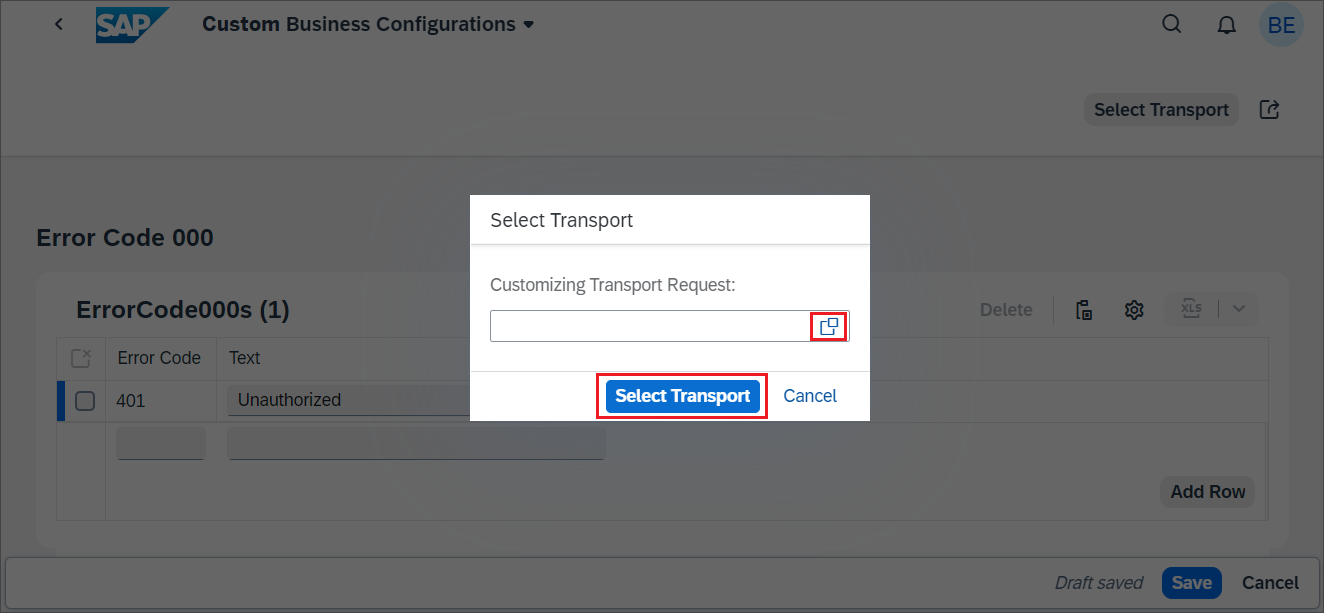 SAP Custom Business Configurations
BE
Select Transport
Error Code 000
ErrorCode000s (1)
Delete
XLS
Error Code Text
401 Unauthorized
Add Row
Select Transport
Customizing Transport Request:
Select Transport Cancel
Draft saved Save Cancel